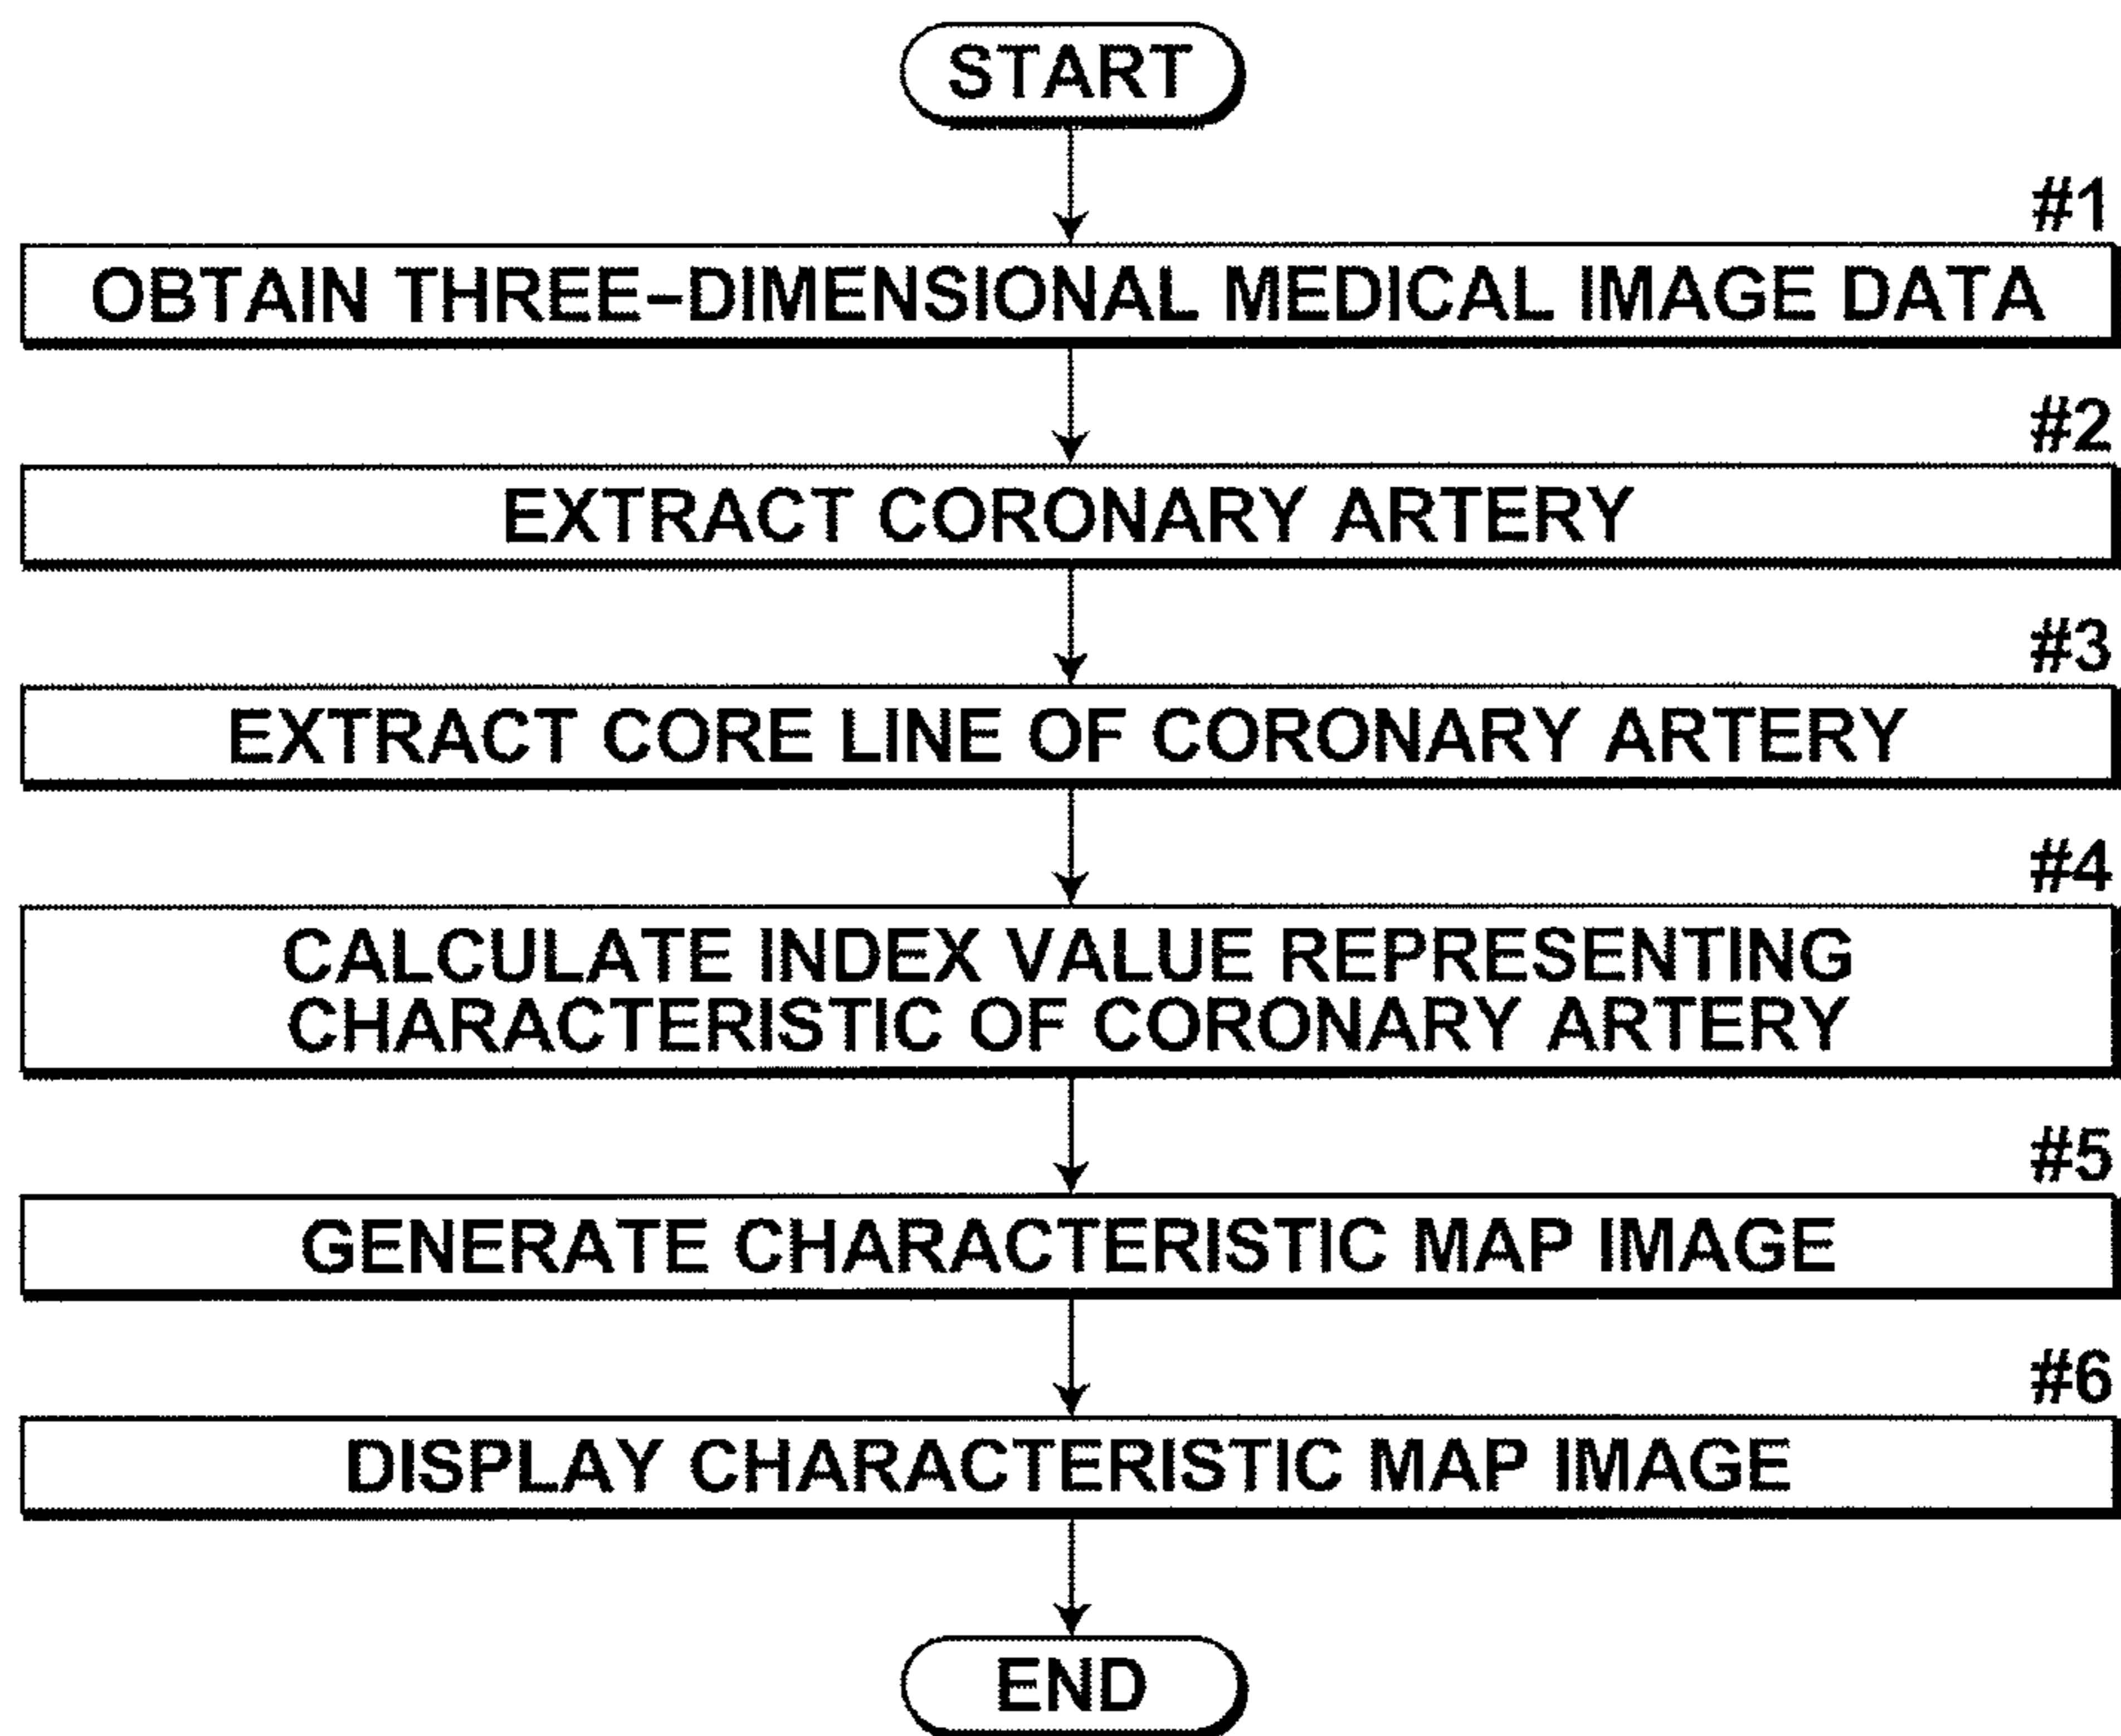 START
#1
OBTAIN THREE-DIMENSIONAL MEDICAL IMAGE DATA
#2
EXTRACT CORONARY ARTERY
#3
EXTRACT CORE LINE OF CORONARY ARTERY
#4
CALCULATE INDEX VALUE REPRESENTING
CHARACTERISTIC OF CORONARY ARTERY
#5
GENERATE CHARACTERISTIC MAP IMAGE
#6
DISPLAY CHARACTERISTIC MAP IMAGE
END